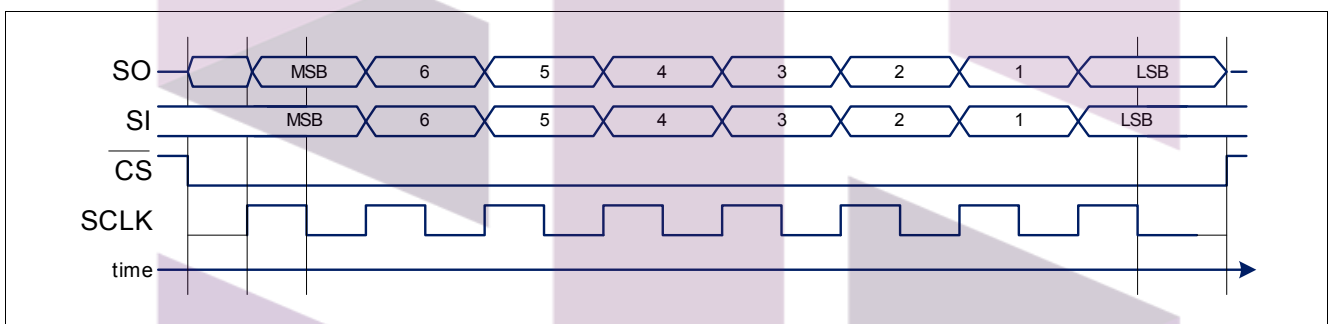 SO MSB 6 5 4 3 2 1 LSB
SI MSB 6 5 4 3 2 1 LSB
CS
SCLK
time